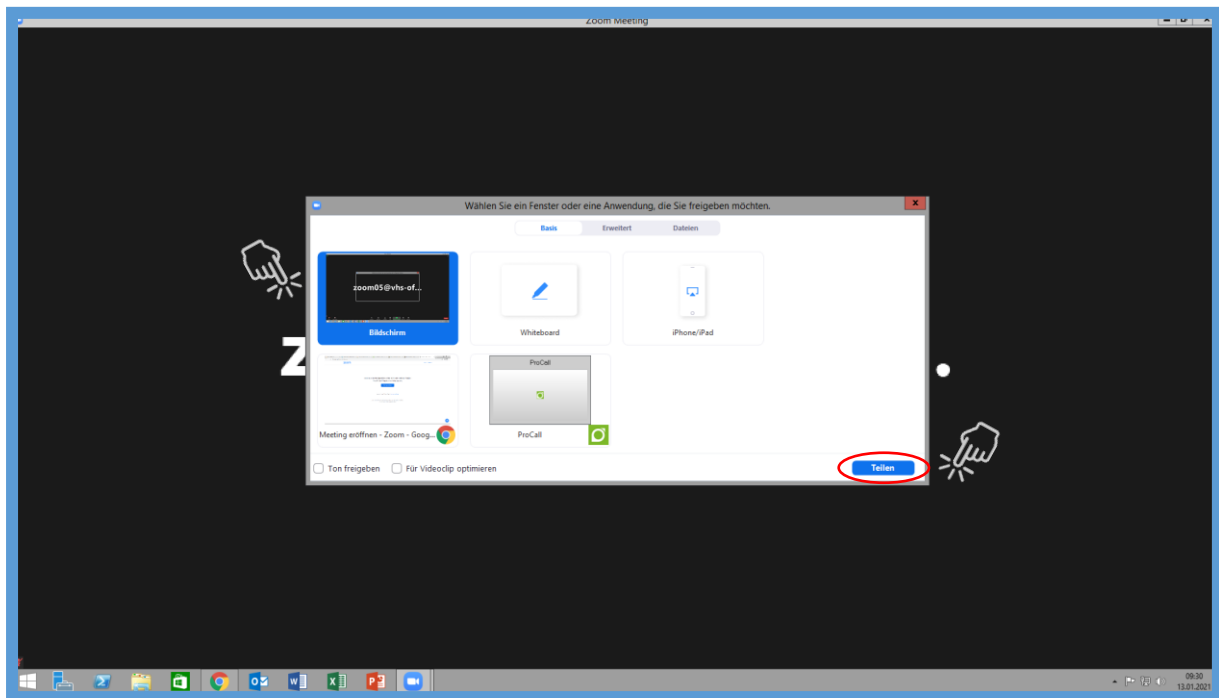 Zoom Meeting
Wählen Sie ein Fenster oder eine Anwendung, die Sie freigeben möchten.
Basis Erweitert Dateien
zoom05@vhs-of...
Bildschirm Whiteboard iPhone/iPad
z
ProCall
Meeting eröffnen - Zoom - Goog... ProCall
Ton freigeben Für Videoclip optimieren Teilen
09:30
13.01.2021